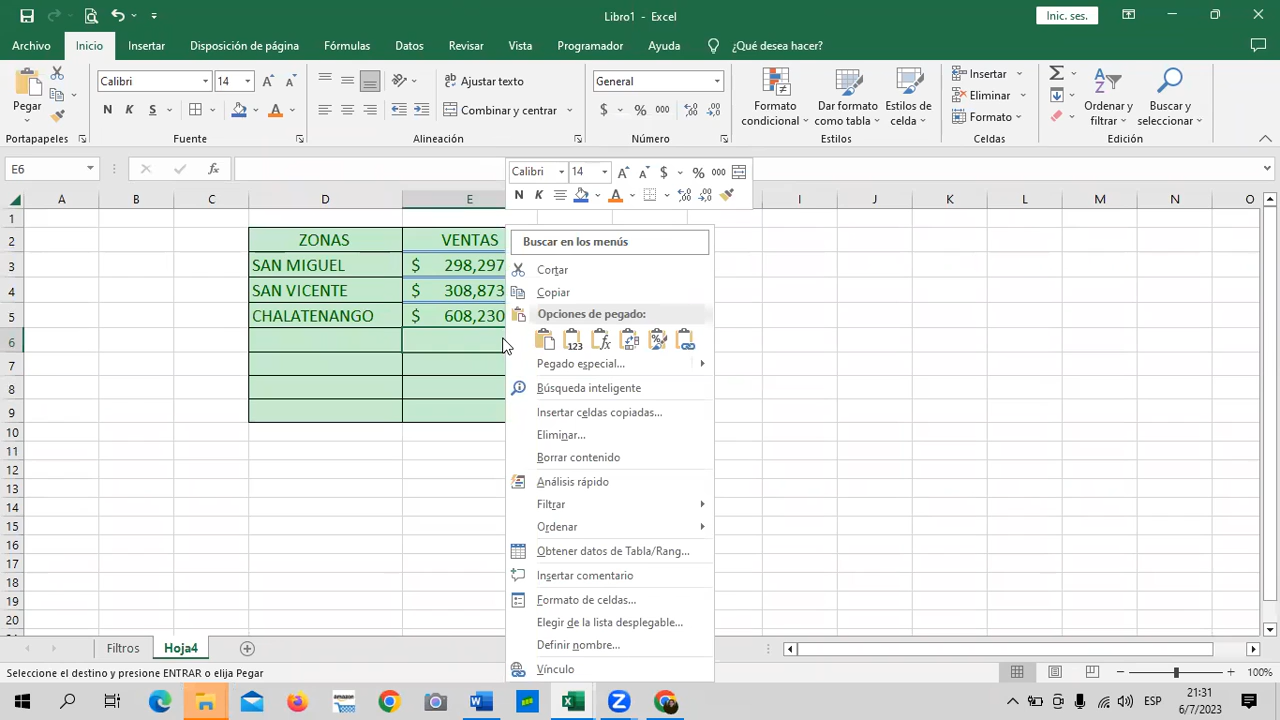 Libro1 - Excel
Inic. ses.
Archivo Inicio Insertar Disposición de página Fórmulas Datos Revisar Vista Programador Ayuda ¿Qué desea hacer?
Pegar
Calibri 14
N K S
Ajustar texto
Combinar y centrar
General
$ % 000
Formato condicional
Dar formato como tabla
Estilos de celda
Insertar
Eliminar
Formato
Ordenar y filtrar
Buscar y seleccionar
Portapapeles Fuente Alineación Número Estilos Celdas Edición
E6 fx
Calibri 14 $ % 000
N K A
A B C D E I J K L M N O
1
2 ZONAS VENTAS
3 SAN MIGUEL $ 298,297
4 SAN VICENTE $ 308,873
5 CHALATENANGO $ 608,230
6
7
8
9
10
11
12
13
14
15
16
17
18
19
20
Buscar en los menús
Cortar
Copiar
Opciones de pegado:
Pegado especial...
Búsqueda inteligente
Insertar celdas copiadas...
Eliminar...
Borrar contenido
Análisis rápido
Filtrar
Ordenar
Obtener datos de Tabla/Rang...
Insertar comentario
Formato de celdas...
Elegir de la lista desplegable...
Definir nombre...
Vínculo
Filtros Hoja4
Seleccione el destino y presione ENTRAR o elija Pegar
100%
ESP
21:31
6/7/2023